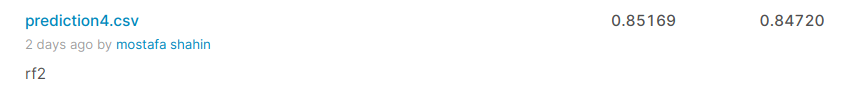 prediction4.csv 0.85169 0.84720
2 days ago by mostafa shahin
rf2